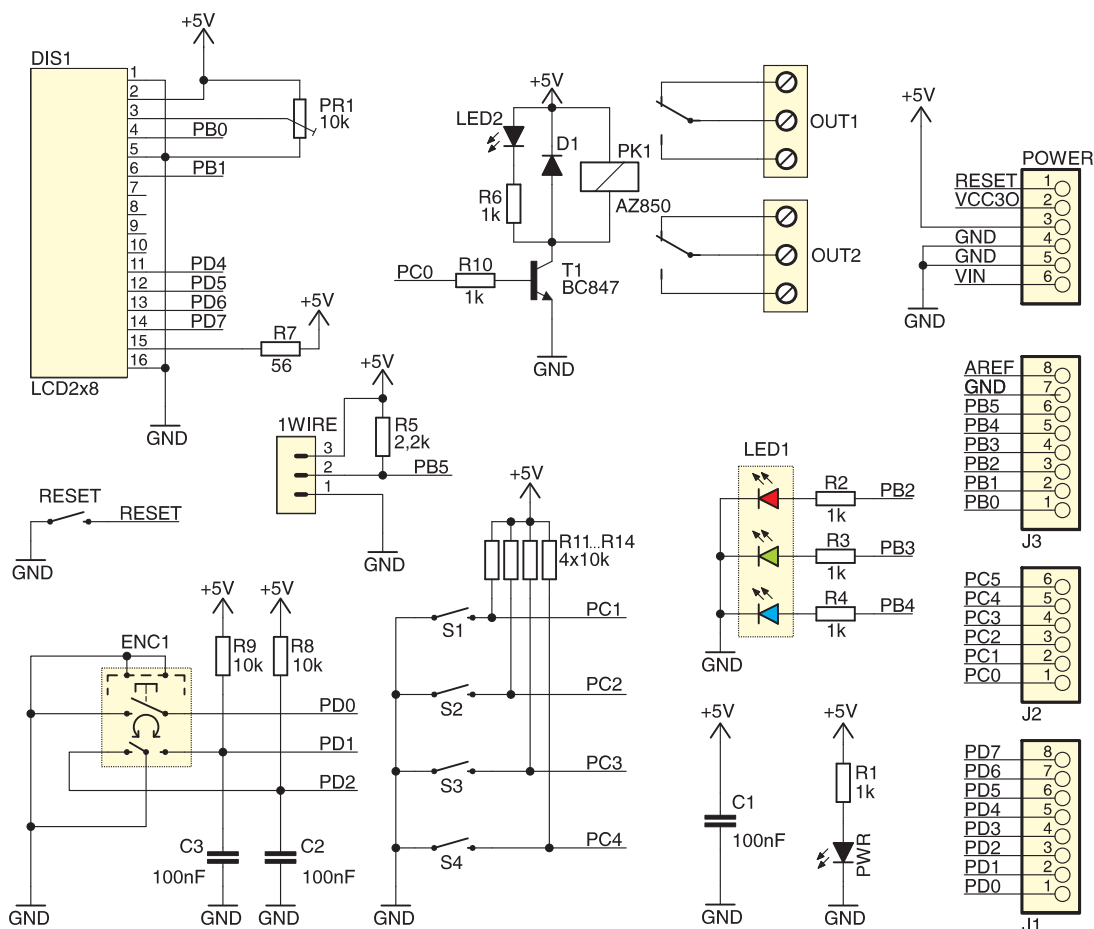 DIS1
+5V
1
2
3
4
5
6
7
8
9
10
11
12
13
14
15
16
PB0
PB1
PD4
PD5
PD6
PD7
LCD2x8
PR1
10k
R7
56
+5V
GND
+5V
LED2
D1
PK1
AZ850
R6
1k
PC0
R10
1k
T1
BC847
GND
OUT1
OUT2
+5V
POWER
RESET
VCC3O
GND
GND
VIN
1
2
3
4
5
6
GND
1WIRE
3
2
1
+5V
R5
2,2k
PB5
GND
RESET
RESET
GND
AREF
GND
PB5
PB4
PB3
PB2
PB1
PB0
8
7
6
5
4
3
2
1
J3
LED1
R2
1k
PB2
R3
1k
PB3
R4
1k
PB4
GND
+5V
R11...R14
4x10k
S1
PC1
S2
PC2
S3
PC3
S4
PC4
GND
PC5
PC4
PC3
PC2
PC1
PC0
6
5
4
3
2
1
J2
ENC1
+5V
R9
10k
+5V
R8
10k
PD0
PD1
PD2
C3
100nF
C2
100nF
GND
GND
GND
+5V
C1
100nF
GND
+5V
R1
1k
PWR
GND
PD7
PD6
PD5
PD4
PD3
PD2
PD1
PD0
8
7
6
5
4
3
2
1
J1